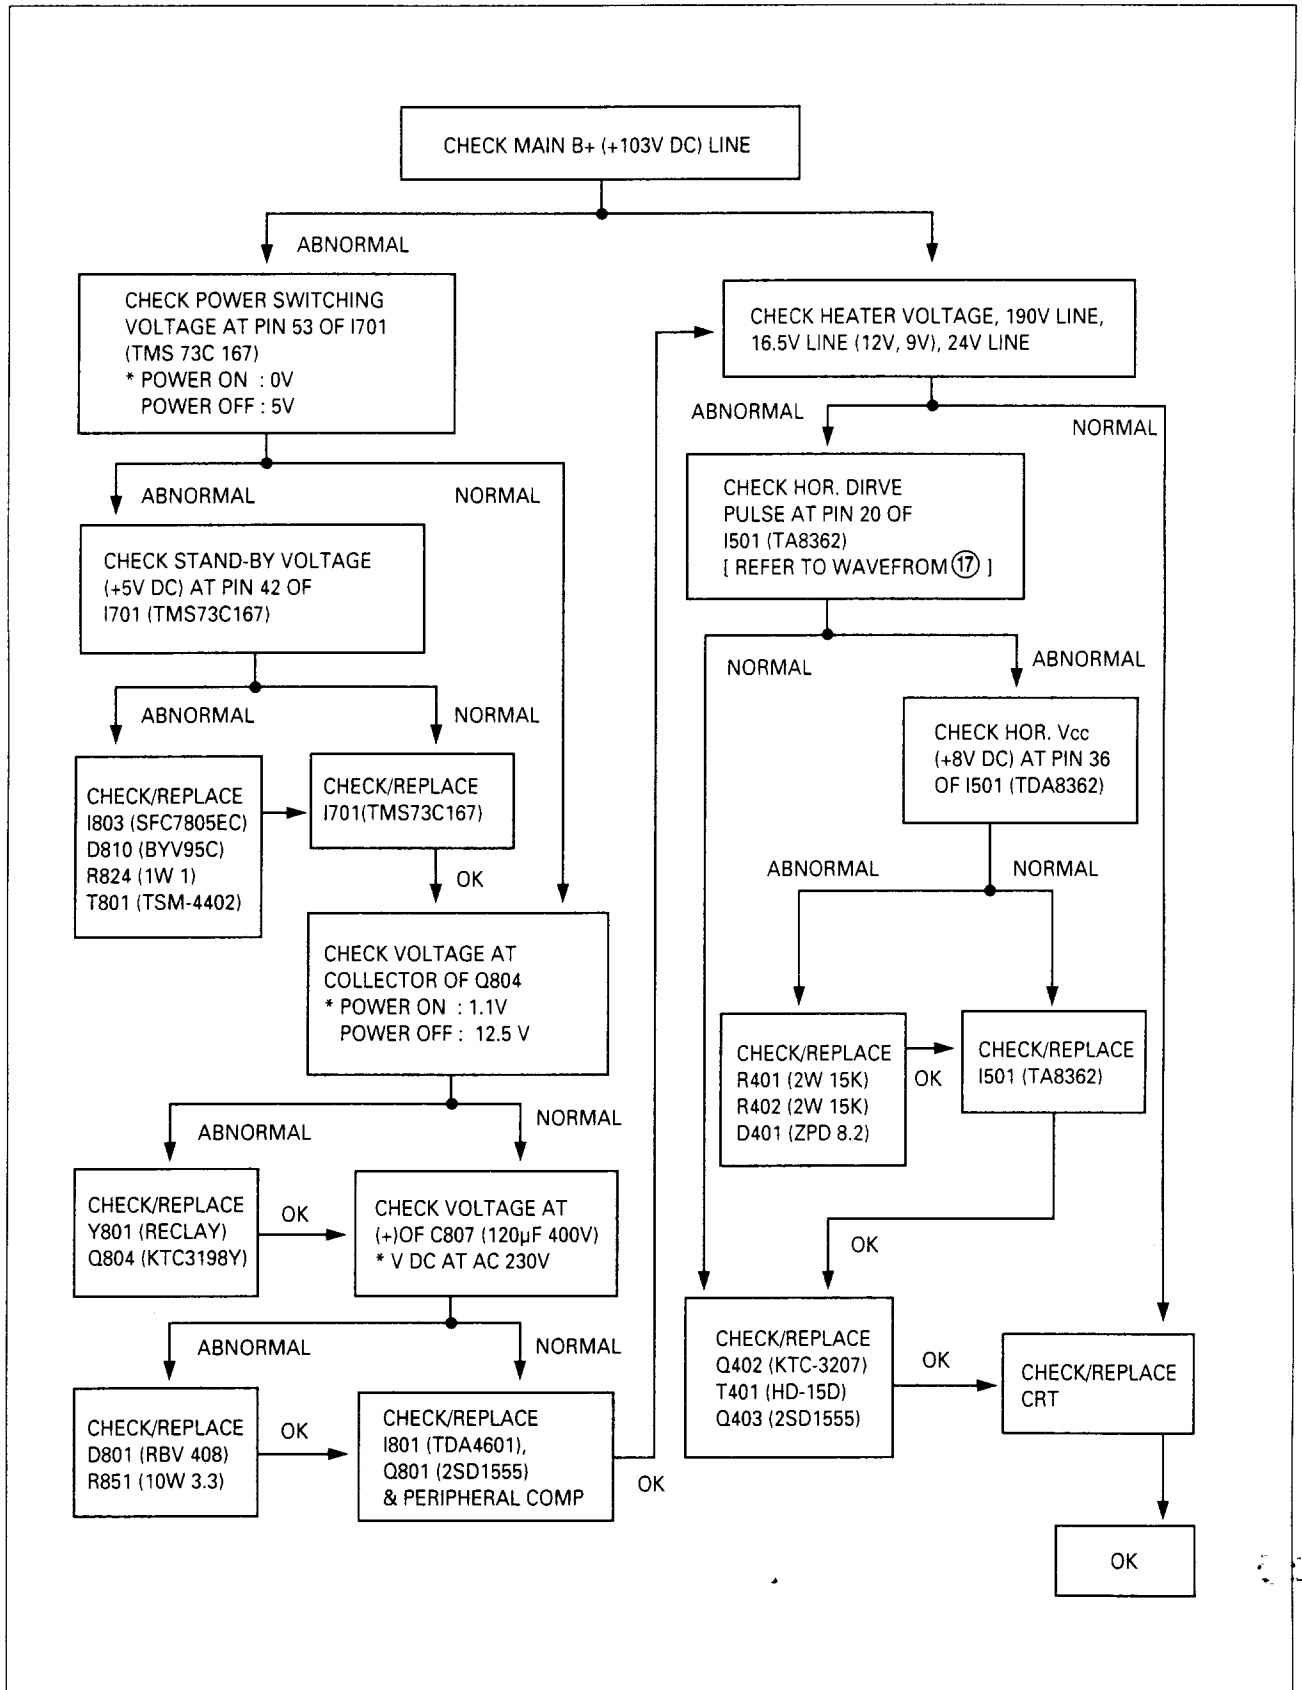 CHECK MAIN B+ (+103V DC) LINE
ABNORMAL
CHECK POWER SWITCHING
VOLTAGE AT PIN 53 OF I701
(TMS 73C 167)
* POWER ON : 0V
POWER OFF : 5V
ABNORMAL
NORMAL
CHECK STAND-BY VOLTAGE
(+5V DC) AT PIN 42 OF
I701 (TMS73C167)
ABNORMAL
NORMAL
CHECK/REPLACE
I803 (SFC7805EC)
D810 (BYV95C)
R824 (1W 1)
T801 (TSM-4402)
CHECK/REPLACE
I701(TMS73C167)
OK
CHECK VOLTAGE AT
COLLECTOR OF Q804
* POWER ON : 1.1V
POWER OFF : 12.5 V
ABNORMAL
NORMAL
CHECK/REPLACE
Y801 (RECLAY)
Q804 (KTC3198Y)
OK
CHECK VOLTAGE AT
(+)OF C807 (120µF 400V)
* V DC AT AC 230V
ABNORMAL
NORMAL
CHECK/REPLACE
D801 (RBV 408)
R851 (10W 3.3)
OK
CHECK/REPLACE
I801 (TDA4601),
Q801 (2SD1555)
& PERIPHERAL COMP
OK
CHECK HEATER VOLTAGE, 190V LINE,
16.5V LINE (12V, 9V), 24V LINE
ABNORMAL
NORMAL
CHECK HOR. DIRVE
PULSE AT PIN 20 OF
I501 (TA8362)
[ REFER TO WAVEFROM ⑰ ]
NORMAL
ABNORMAL
CHECK HOR. Vcc
(+8V DC) AT PIN 36
OF I501 (TDA8362)
ABNORMAL
NORMAL
CHECK/REPLACE
R401 (2W 15K)
R402 (2W 15K)
D401 (ZPD 8.2)
OK
CHECK/REPLACE
I501 (TA8362)
OK
CHECK/REPLACE
Q402 (KTC-3207)
T401 (HD-15D)
Q403 (2SD1555)
OK
CHECK/REPLACE
CRT
OK